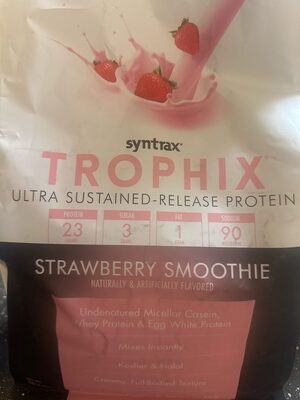 syntrax
TROPHIX
ULTRA SUSTAINED-RELEASE PROTEIN
PROTEIN SUGAR FAT SODIUM
23 3 1 90
STRAWBERRY SMOOTHIE
NATURALLY & ARTIFICIALLY FLAVORED
Undenatured Micellar Casein,
Whey Protein & Egg White Protein
Mixes Instantly
Kosher & Halal
Creamy, Full-Bodied Texture